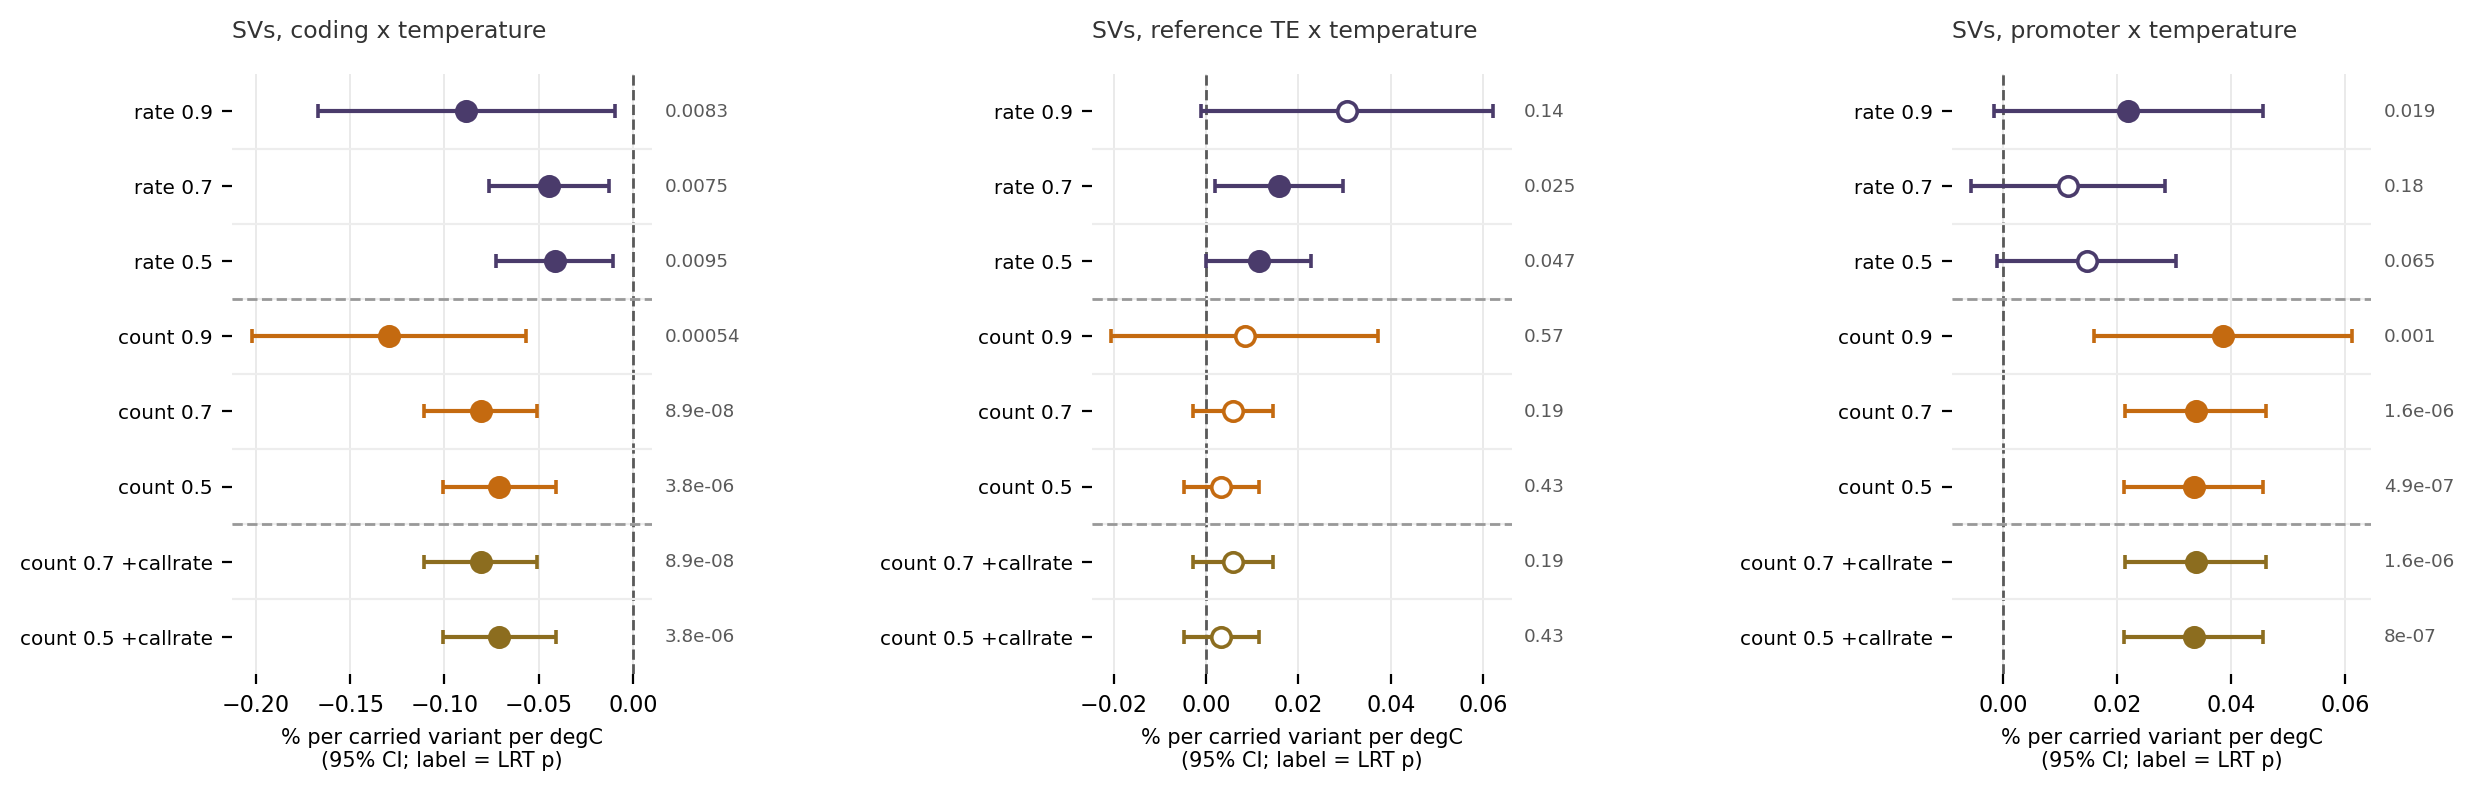 SVs, coding x temperature
rate 0.9
0.0083
rate 0.7
0.0075
rate 0.5
0.0095
count 0.9
0.00054
count 0.7
8.9e-08
count 0.5
3.8e-06
count 0.7 +callrate
8.9e-08
count 0.5 +callrate
3.8e-06
−0.20 −0.15 −0.10 −0.05 0.00
% per carried variant per degC
(95% CI; label = LRT p)
SVs, reference TE x temperature
rate 0.9
0.14
rate 0.7
0.025
rate 0.5
0.047
count 0.9
0.57
count 0.7
0.19
count 0.5
0.43
count 0.7 +callrate
0.19
count 0.5 +callrate
0.43
−0.02 0.00 0.02 0.04 0.06
% per carried variant per degC
(95% CI; label = LRT p)
SVs, promoter x temperature
rate 0.9
0.019
rate 0.7
0.18
rate 0.5
0.065
count 0.9
0.001
count 0.7
1.6e-06
count 0.5
4.9e-07
count 0.7 +callrate
1.6e-06
count 0.5 +callrate
8e-07
0.00 0.02 0.04 0.06
% per carried variant per degC
(95% CI; label = LRT p)